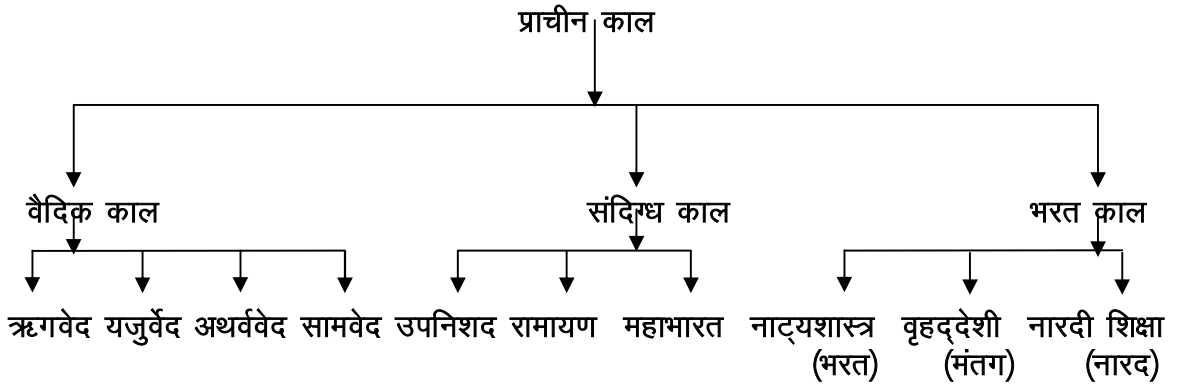 प्राचीन काल
वैदिक काल संदिग्ध काल भरत काल
ऋगवेद यजुर्वेद अथर्ववेद सामवेद उपनिशद रामायण महाभारत नाट्यशास्त्र वृहद्देशी नारदी शिक्षा
(भरत) (मंतग) (नारद)